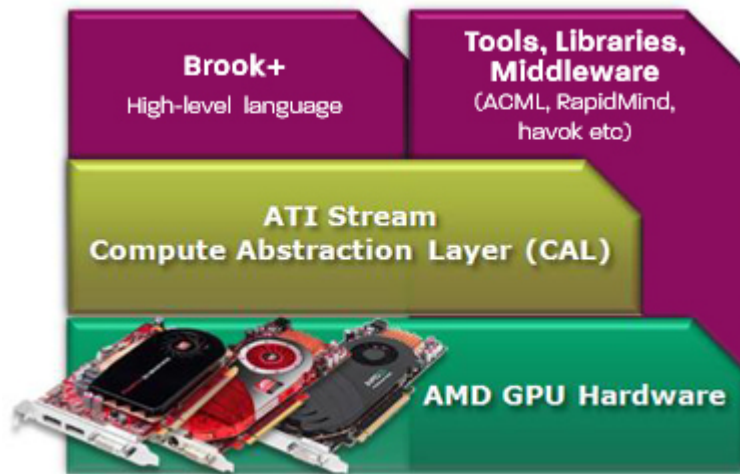 Brook+
High-level language
Tools, Libraries,
Middleware
(ACML, RapidMind,
havok etc)
ATI Stream
Compute Abstraction Layer (CAL)
AMD GPU Hardware